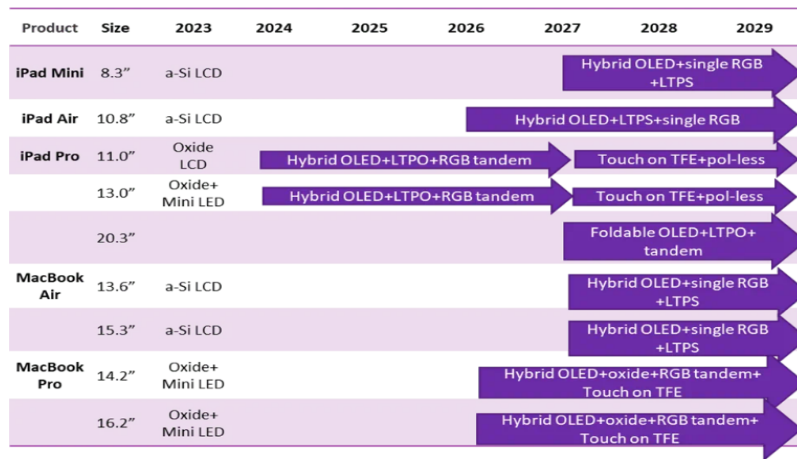 Product Size 2023 2024 2025 2026 2027 2028 2029
iPad Mini 8.3” a-Si LCD Hybrid OLED+single RGB
+LTPS
iPad Air 10.8” a-Si LCD Hybrid OLED+LTPS+single RGB
iPad Pro 11.0” Oxide
LCD Hybrid OLED+LTPO+RGB tandem Touch on TFE+pol-less
13.0” Oxide+
Mini LED Hybrid OLED+LTPO+RGB tandem Touch on TFE+pol-less
20.3” Foldable OLED+LTPO+
tandem
MacBook
Air 13.6” a-Si LCD Hybrid OLED+single RGB
+LTPS
15.3” a-Si LCD Hybrid OLED+single RGB
+LTPS
MacBook
Pro 14.2” Oxide+
Mini LED Hybrid OLED+oxide+RGB tandem+
Touch on TFE
16.2” Oxide+
Mini LED Hybrid OLED+oxide+RGB tandem+
Touch on TFE